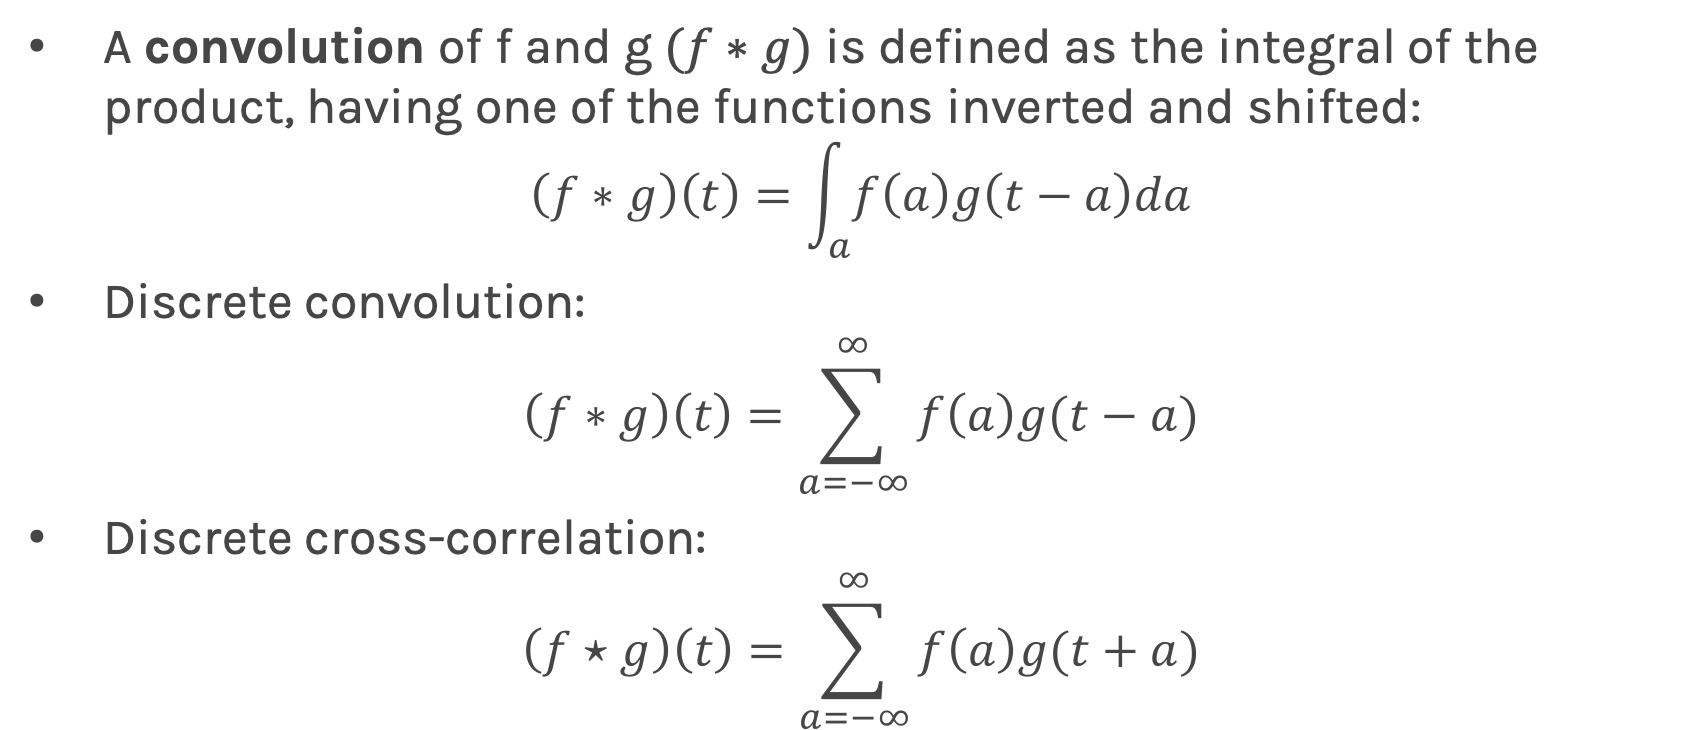 • A convolution of f and g (𝑓 ∗ 𝑔) is defined as the integral of the
product, having one of the functions inverted and shifted:
(𝑓 ∗ 𝑔)(𝑡) = ∫ₐ 𝑓(𝑎)𝑔(𝑡 − 𝑎)𝑑𝑎
• Discrete convolution:
∞
(𝑓 ∗ 𝑔)(𝑡) = ∑ 𝑓(𝑎)𝑔(𝑡 − 𝑎)
𝑎=−∞
• Discrete cross-correlation:
∞
(𝑓 ⋆ 𝑔)(𝑡) = ∑ 𝑓(𝑎)𝑔(𝑡 + 𝑎)
𝑎=−∞